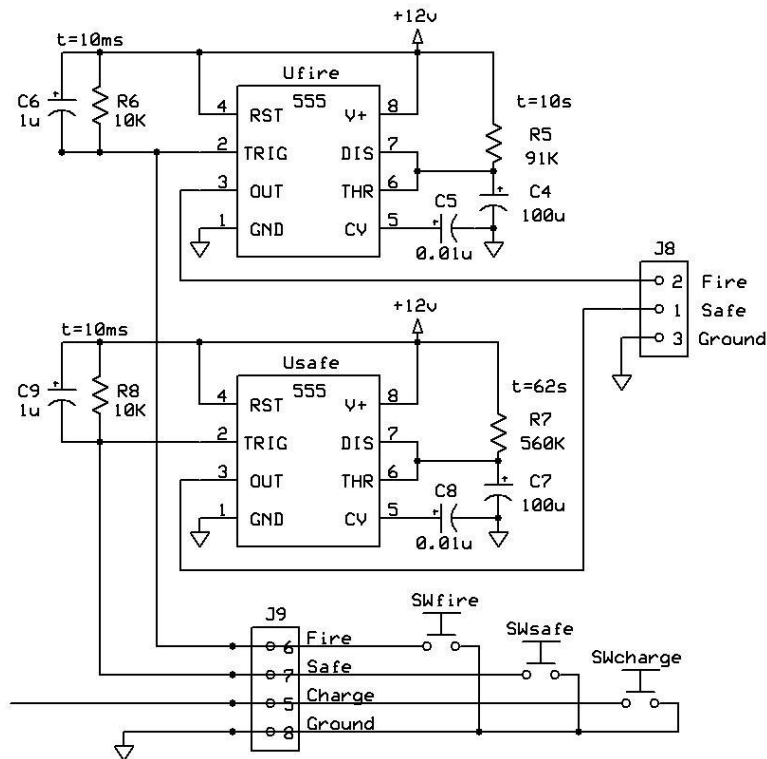 +12v
t=10ms
Ufire
555
C6
1u
R6
10K
4 RST V+ 8
2 TRIG DIS 7
3 OUT THR 6
1 GND CV 5
t=10s
R5
91K
C5
0.01u
C4
100u
J8
2 Fire
1 Safe
3 Ground
+12v
t=10ms
Usafe
555
C9
1u
R8
10K
4 RST V+ 8
2 TRIG DIS 7
3 OUT THR 6
1 GND CV 5
t=62s
R7
560K
C8
0.01u
C7
100u
J9
6 Fire
7 Safe
5 Charge
8 Ground
SWfire
SWsafe
SWcharge